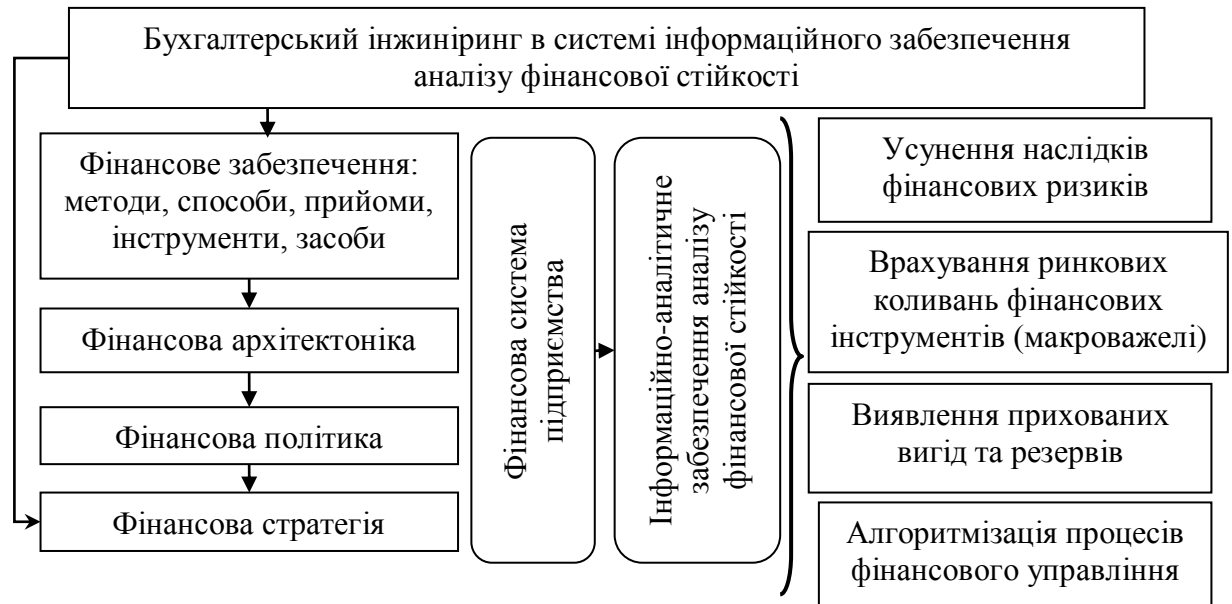 Бухгалтерський інжиніринг в системі інформаційного забезпечення
аналізу фінансової стійкості
Фінансове забезпечення:
методи, способи, прийоми,
інструменти, засоби
Фінансова архітектоніка
Фінансова політика
Фінансова стратегія
Фінансова система
підприємства
Інформаційно-аналітичне
забезпечення аналізу
фінансової стійкості
Усунення наслідків
фінансових ризиків
Врахування ринкових
коливань фінансових
інструментів (макроважелі)
Виявлення прихованих
вигід та резервів
Алгоритмізація процесів
фінансового управління